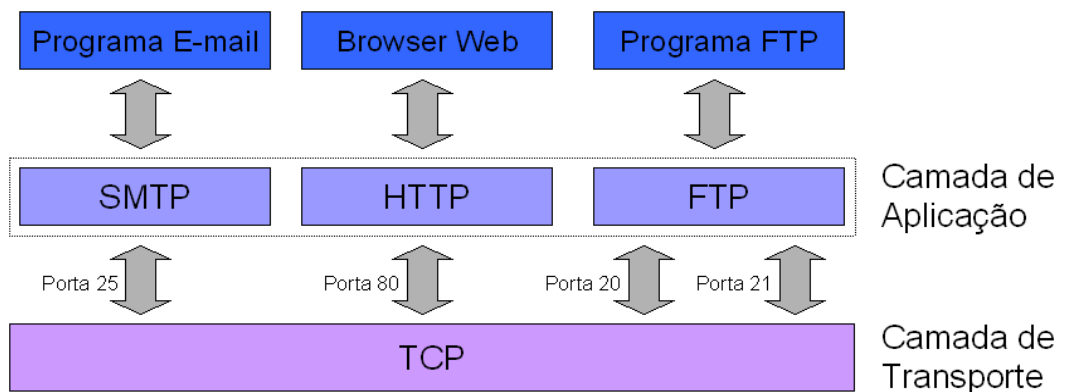 Programa E-mail
Browser Web
Programa FTP
SMTP
HTTP
FTP
Camada de
Aplicação
Porta 25
Porta 80
Porta 20
Porta 21
TCP
Camada de
Transporte